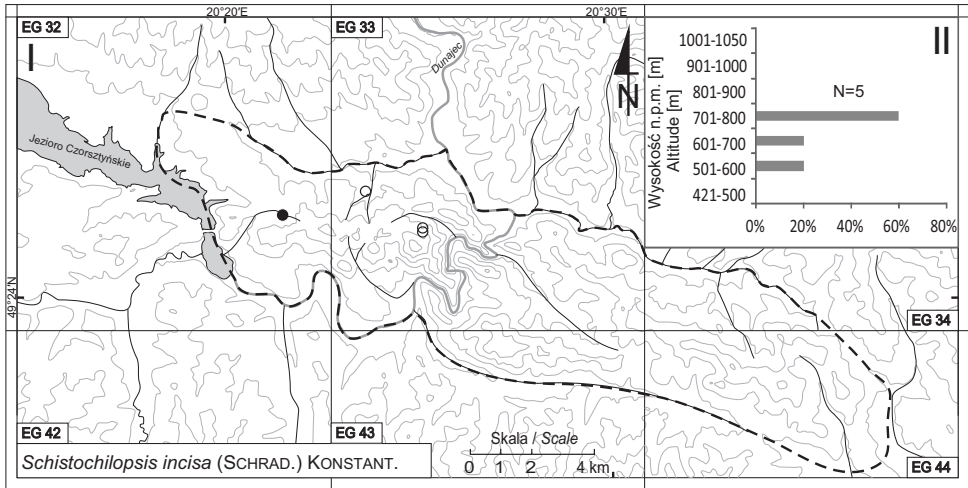 20°20'E
20°30'E
EG 32
EG 33
I
II
Dunajec
N
Jezioro Czorsztyńskie
49°24'N
Wysokość n.p.m. [m]
Altitude [m]
1001-1050
901-1000
801-900
701-800
601-700
501-600
421-500
N=5
0%
20%
40%
60%
80%
EG 34
EG 42
EG 43
EG 44
Skala / Scale
0 1 2 4 km
Schistochilopsis incisa (SCHRAD.) KONSTANT.